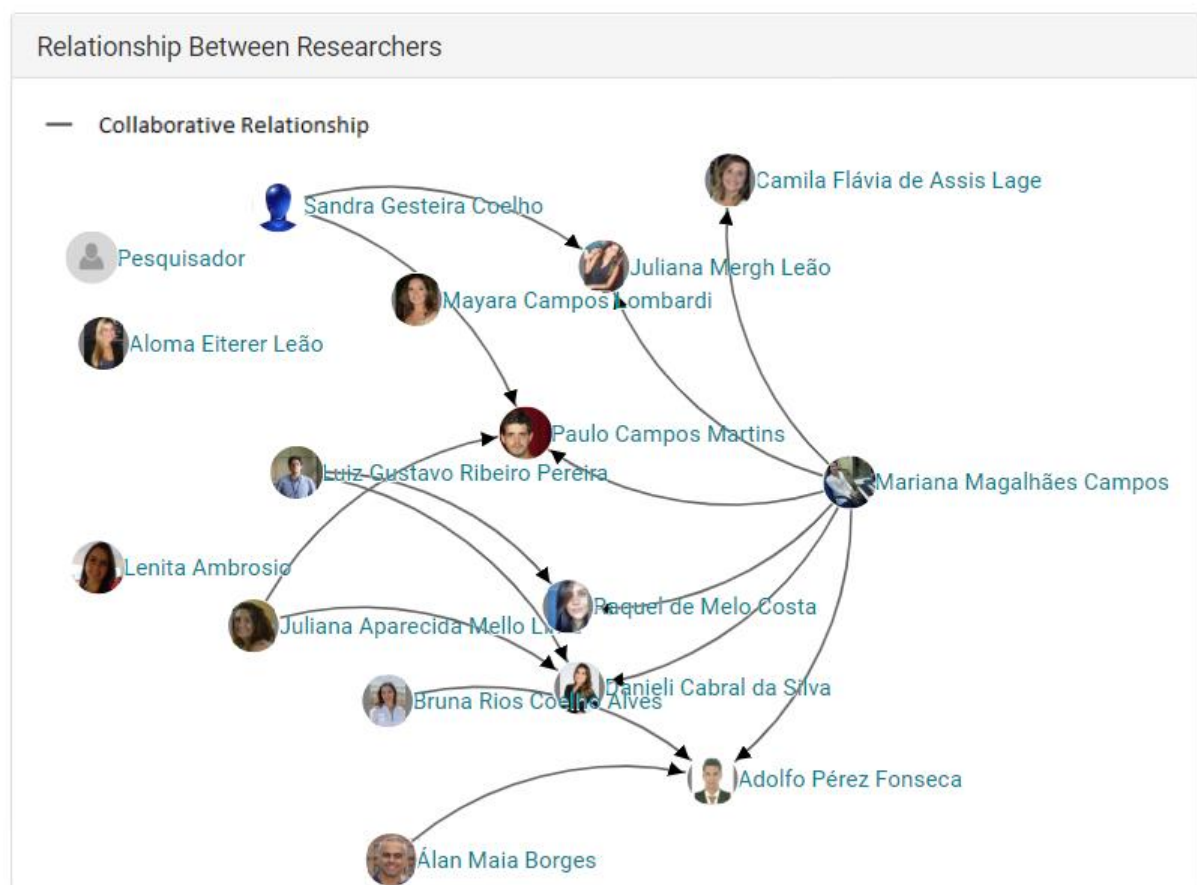 Relationship Between Researchers
Collaborative Relationship
Camila Flávia de Assis Lage
Sandra Gesteira Coelho
Pesquisador
Juliana Mergh Leão
Mayara Campos Lombardi
Aloma Eiterer Leão
Paulo Campos Martins
Luiz Gustavo Ribeiro Pereira
Mariana Magalhães Campos
Lenita Ambrosio
Raquel de Melo Costa
Juliana Aparecida Mello
Danieli Cabral da Silva
Bruna Rios Coelho Alves
Adolfo Pérez Fonseca
Álan Maia Borges